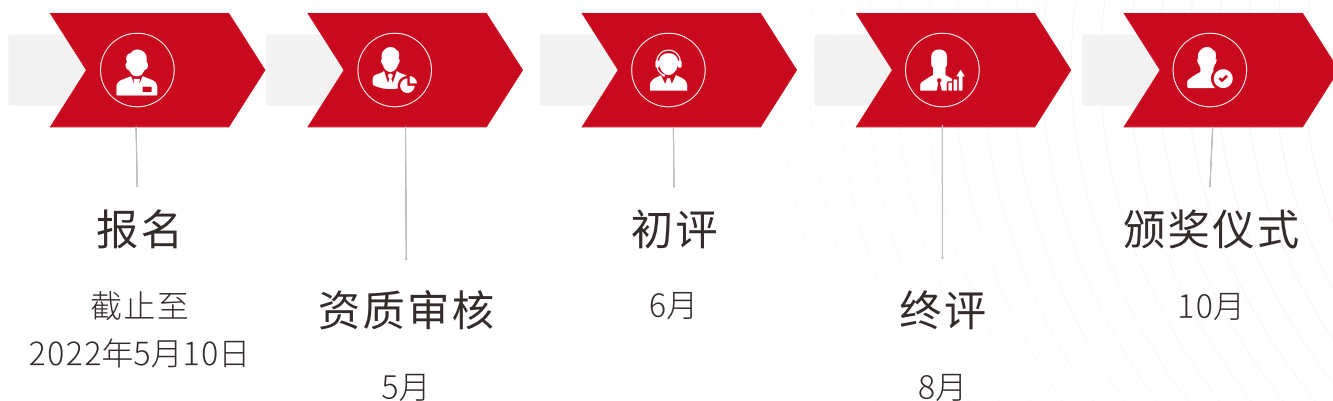 报名
截止至
2022年5月10日
资质审核
5月
初评
6月
终评
8月
颁奖仪式
10月